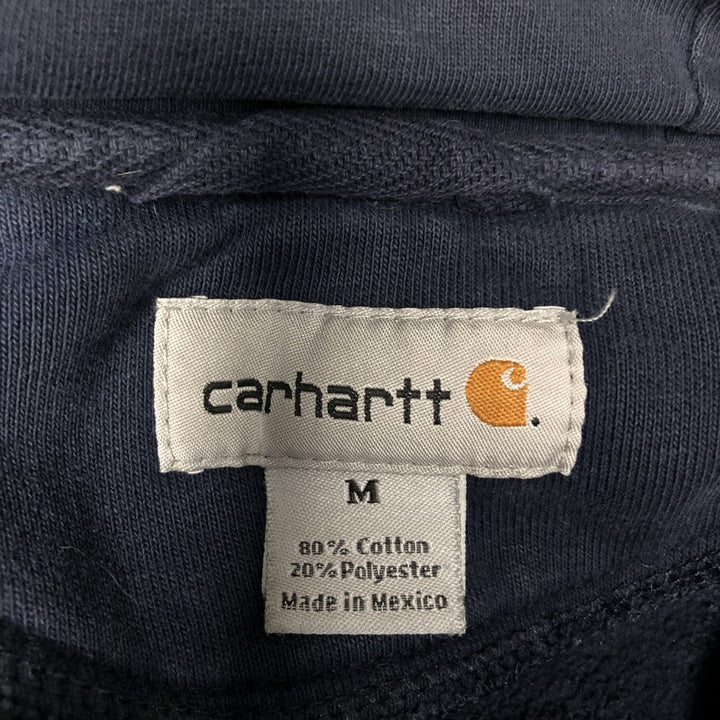 carhartt.
M
80% Cotton
20% Polyester
Made in Mexico